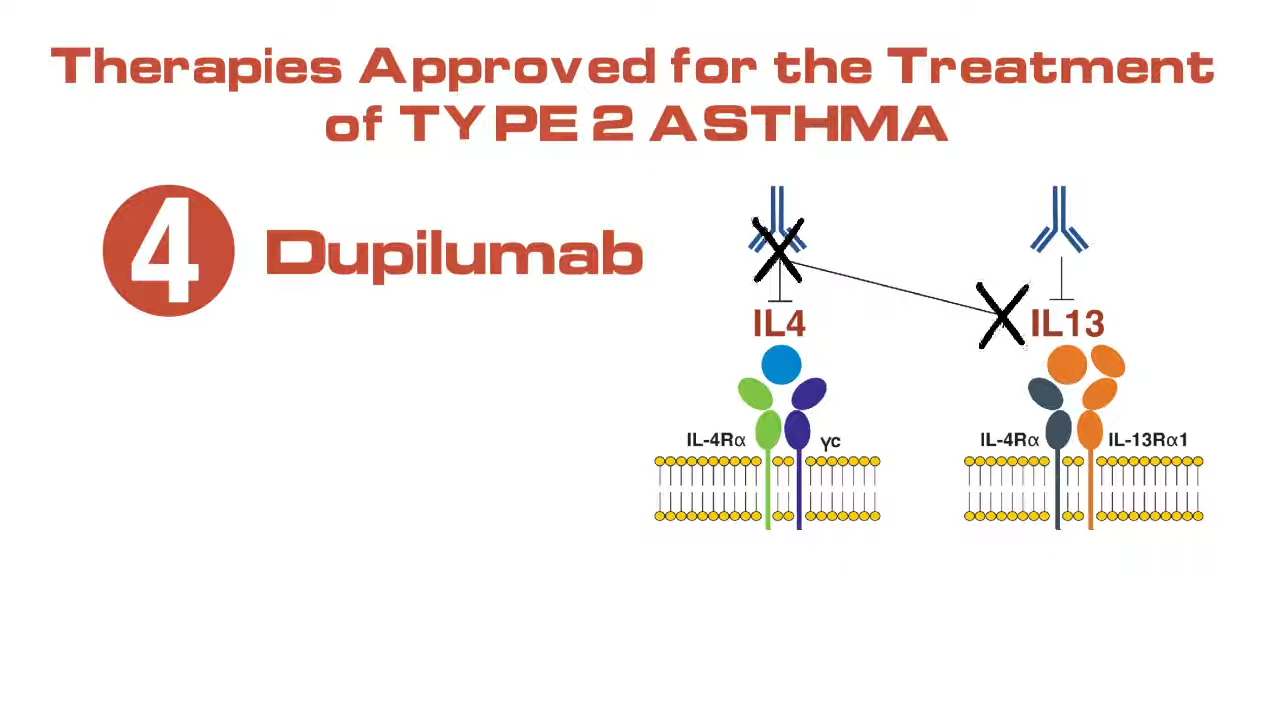 Therapies Approved for the Treatment
of TYPE 2 ASTHMA
4 Dupilumab
IL4
IL13
IL-4Rα
γc
IL-4Rα
IL-13Rα1